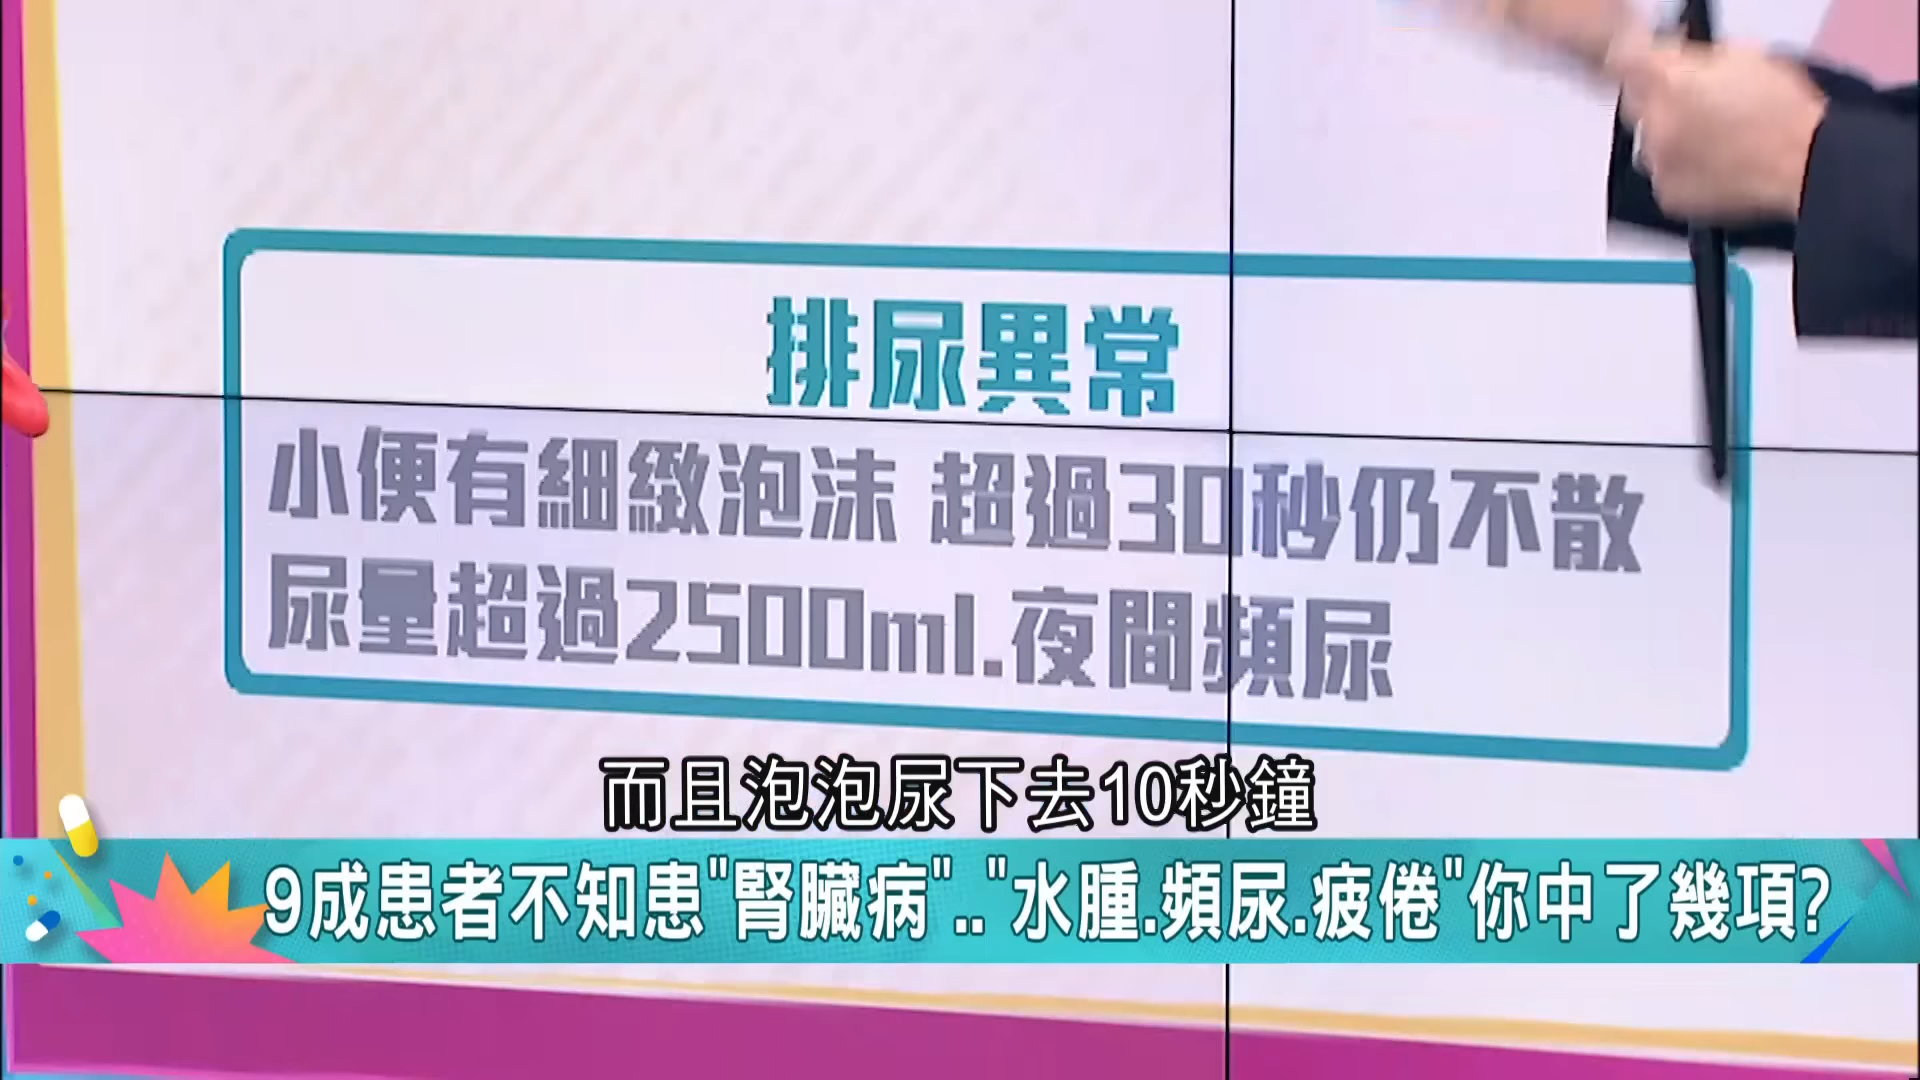 排尿異常
小便有細緻泡沫 超過30秒仍不散
尿量超過2500ml.夜間頻尿
而且泡泡尿下去10秒鐘
9成患者不知患"腎臟病".."水腫.頻尿.疲倦"你中了幾項?